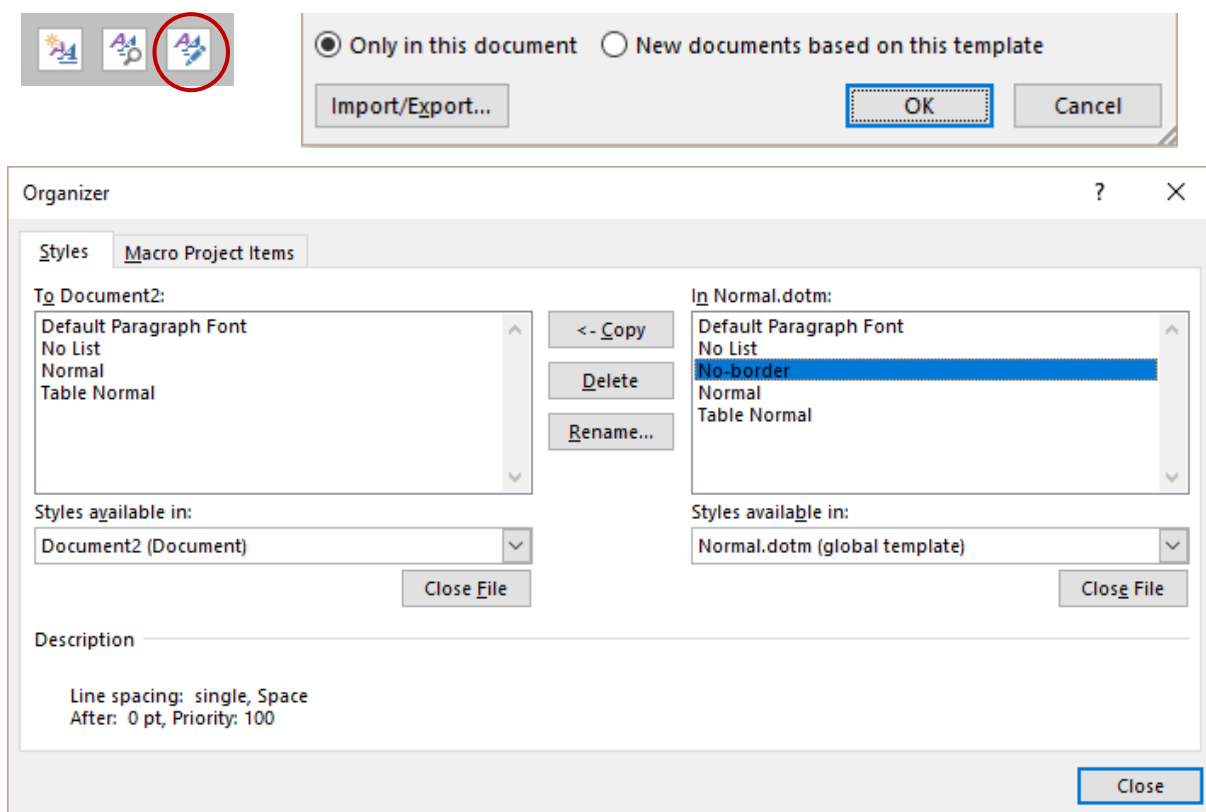 Only in this document New documents based on this template
Import/Export... OK Cancel
Organizer ?
Styles Macro Project Items
To Document2: In Normal.dotm:
Default Paragraph Font <- Copy Default Paragraph Font
No List No List
Normal Delete No-border
Table Normal Normal
Rename... Table Normal
Styles available in: Styles available in:
Document2 (Document) Normal.dotm (global template)
Close File Close File
Description
Line spacing: single, Space
After: 0 pt, Priority: 100
Close